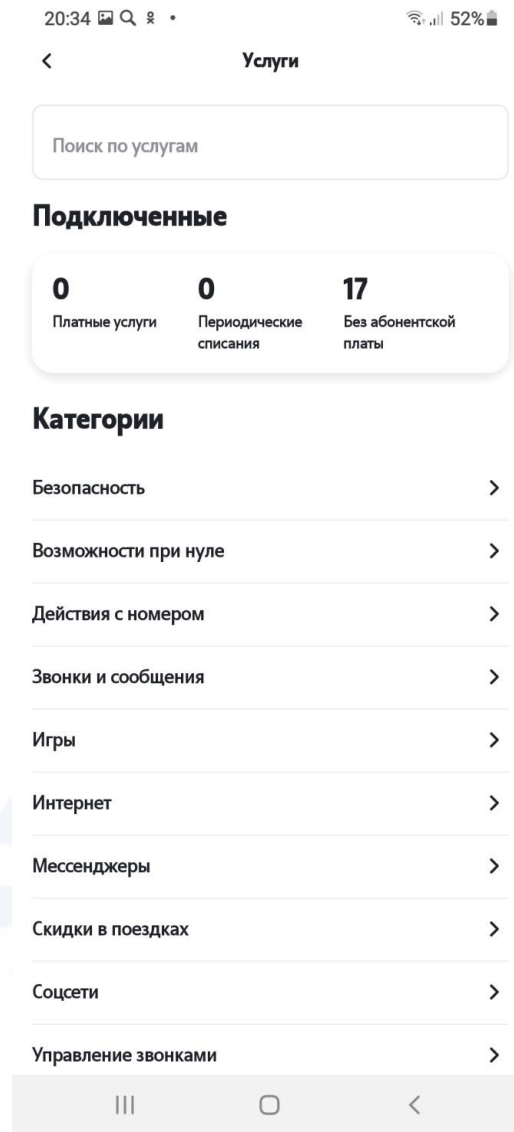 20:34 52%
Услуги
Поиск по услугам
Подключенные
0 0 17
Платные услуги Периодические Без абонентской
списания платы
Категории
Безопасность
Возможности при нуле
Действия с номером
Звонки и сообщения
Игры
Интернет
Мессенджеры
Скидки в поездках
Соцсети
Управление звонками